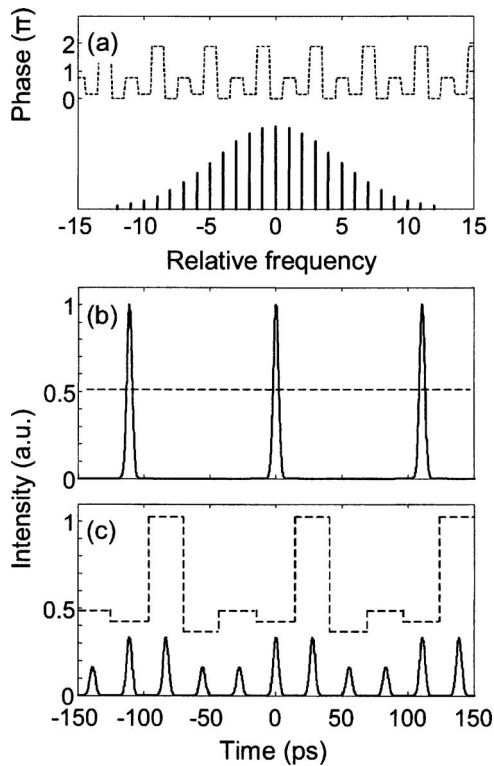 (a)
Phase (π)
2
1
0
-15 -10 -5 0 5 10 15
Relative frequency
(b)
1
0.5
0
Intensity (a.u.)
(c)
1
0.5
0
-150 -100 -50 0 50 100 150
Time (ps)